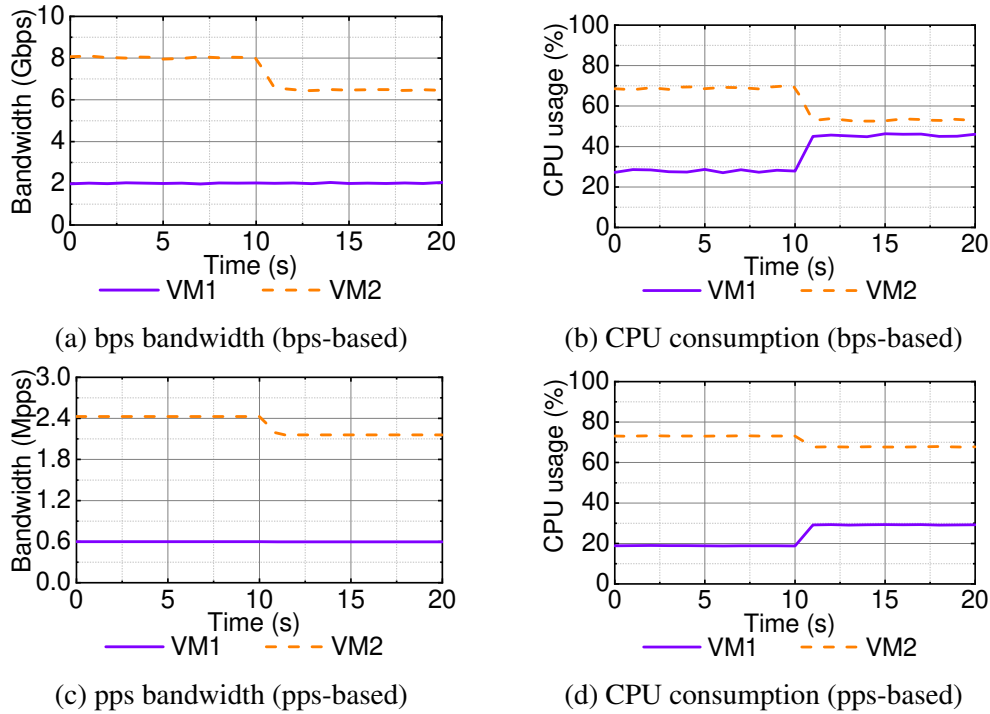 Bandwidth (Gbps)
10
8
6
4
2
0
0 5 10 15 20
Time (s)
VM1 VM2
(a) bps bandwidth (bps-based)
CPU usage (%)
100
80
60
40
20
0
0 5 10 15 20
Time (s)
VM1 VM2
(b) CPU consumption (bps-based)
Bandwidth (Mpps)
3.0
2.4
1.8
1.2
0.6
0.0
0 5 10 15 20
Time (s)
VM1 VM2
(c) pps bandwidth (pps-based)
CPU usage (%)
100
80
60
40
20
0
0 5 10 15 20
Time (s)
VM1 VM2
(d) CPU consumption (pps-based)